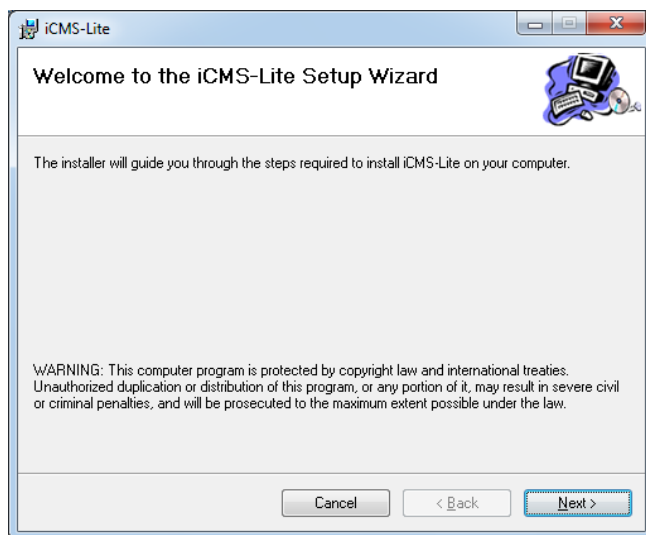 iCMS-Lite
Welcome to the iCMS-Lite Setup Wizard
The installer will guide you through the steps required to install iCMS-Lite on your computer.
WARNING: This computer program is protected by copyright law and international treaties.
Unauthorized duplication or distribution of this program, or any portion of it, may result in severe civil
or criminal penalties, and will be prosecuted to the maximum extent possible under the law.
Cancel
< Back
Next >